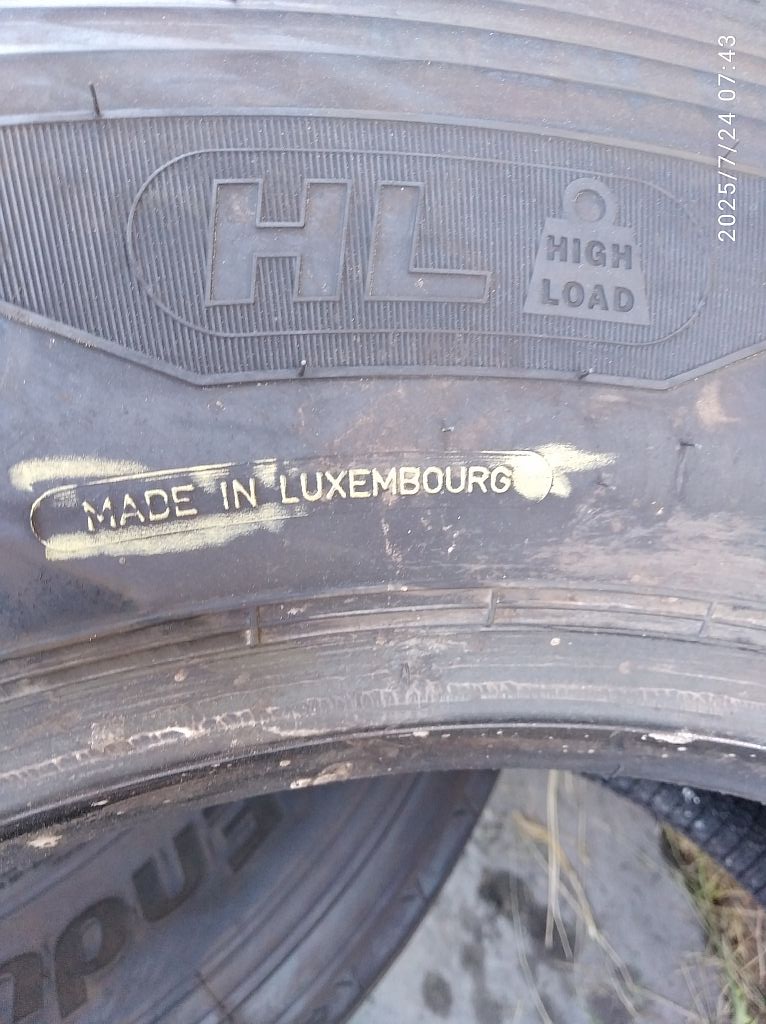 HL
HIGH
LOAD
MADE IN LUXEMBOURG
2025/7/24 07:43